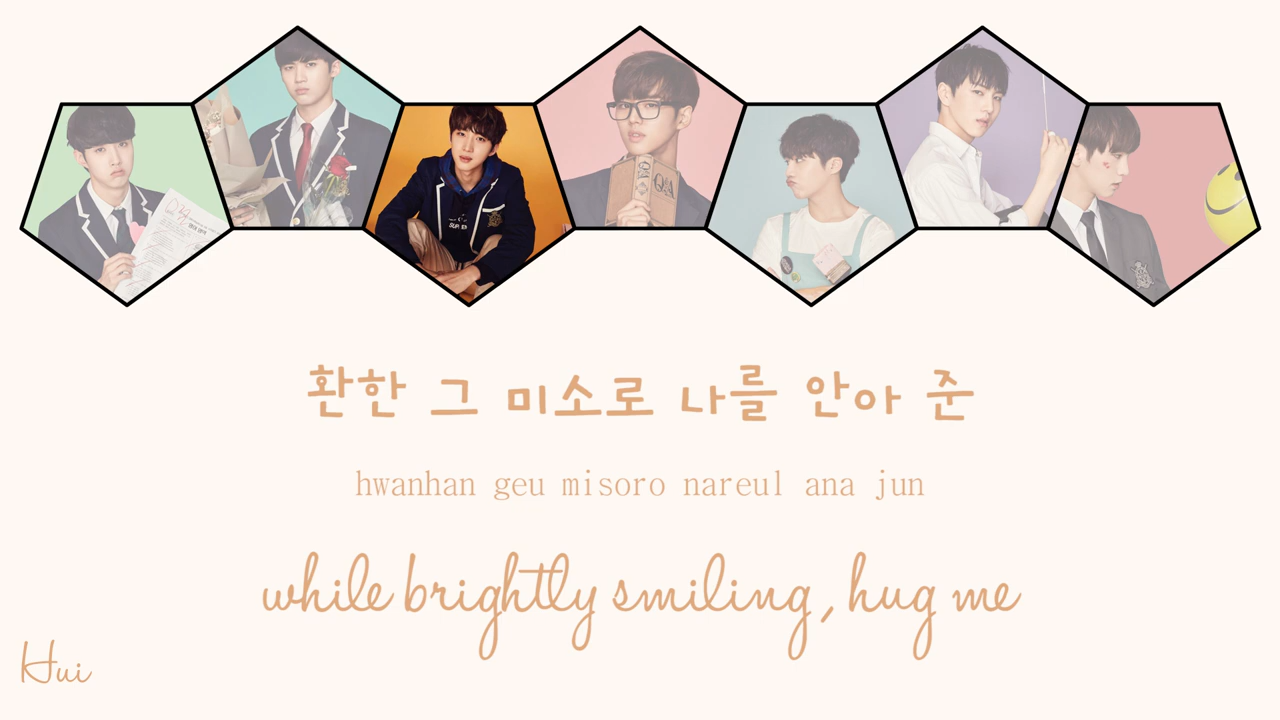 Q&A
Q&A
환한 그 미소로 나를 안아 준
hwanhan geu misoro nareul ana jun
while brightly smiling, hug me
Hui